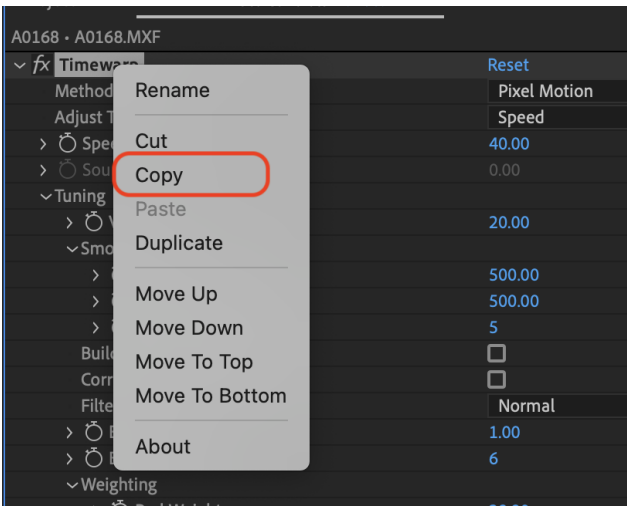 A0168 • A0168.MXF
fx Timewarp Reset
Method Pixel Motion
Adjust T Speed
Spee 40.00
Sou 0.00
Tuning
V 20.00
Smo
500.00
500.00
5
Build
Corr
Filte Normal
E 1.00
E 6
Weighting
Rename
Cut
Copy
Paste
Duplicate
Move Up
Move Down
Move To Top
Move To Bottom
About